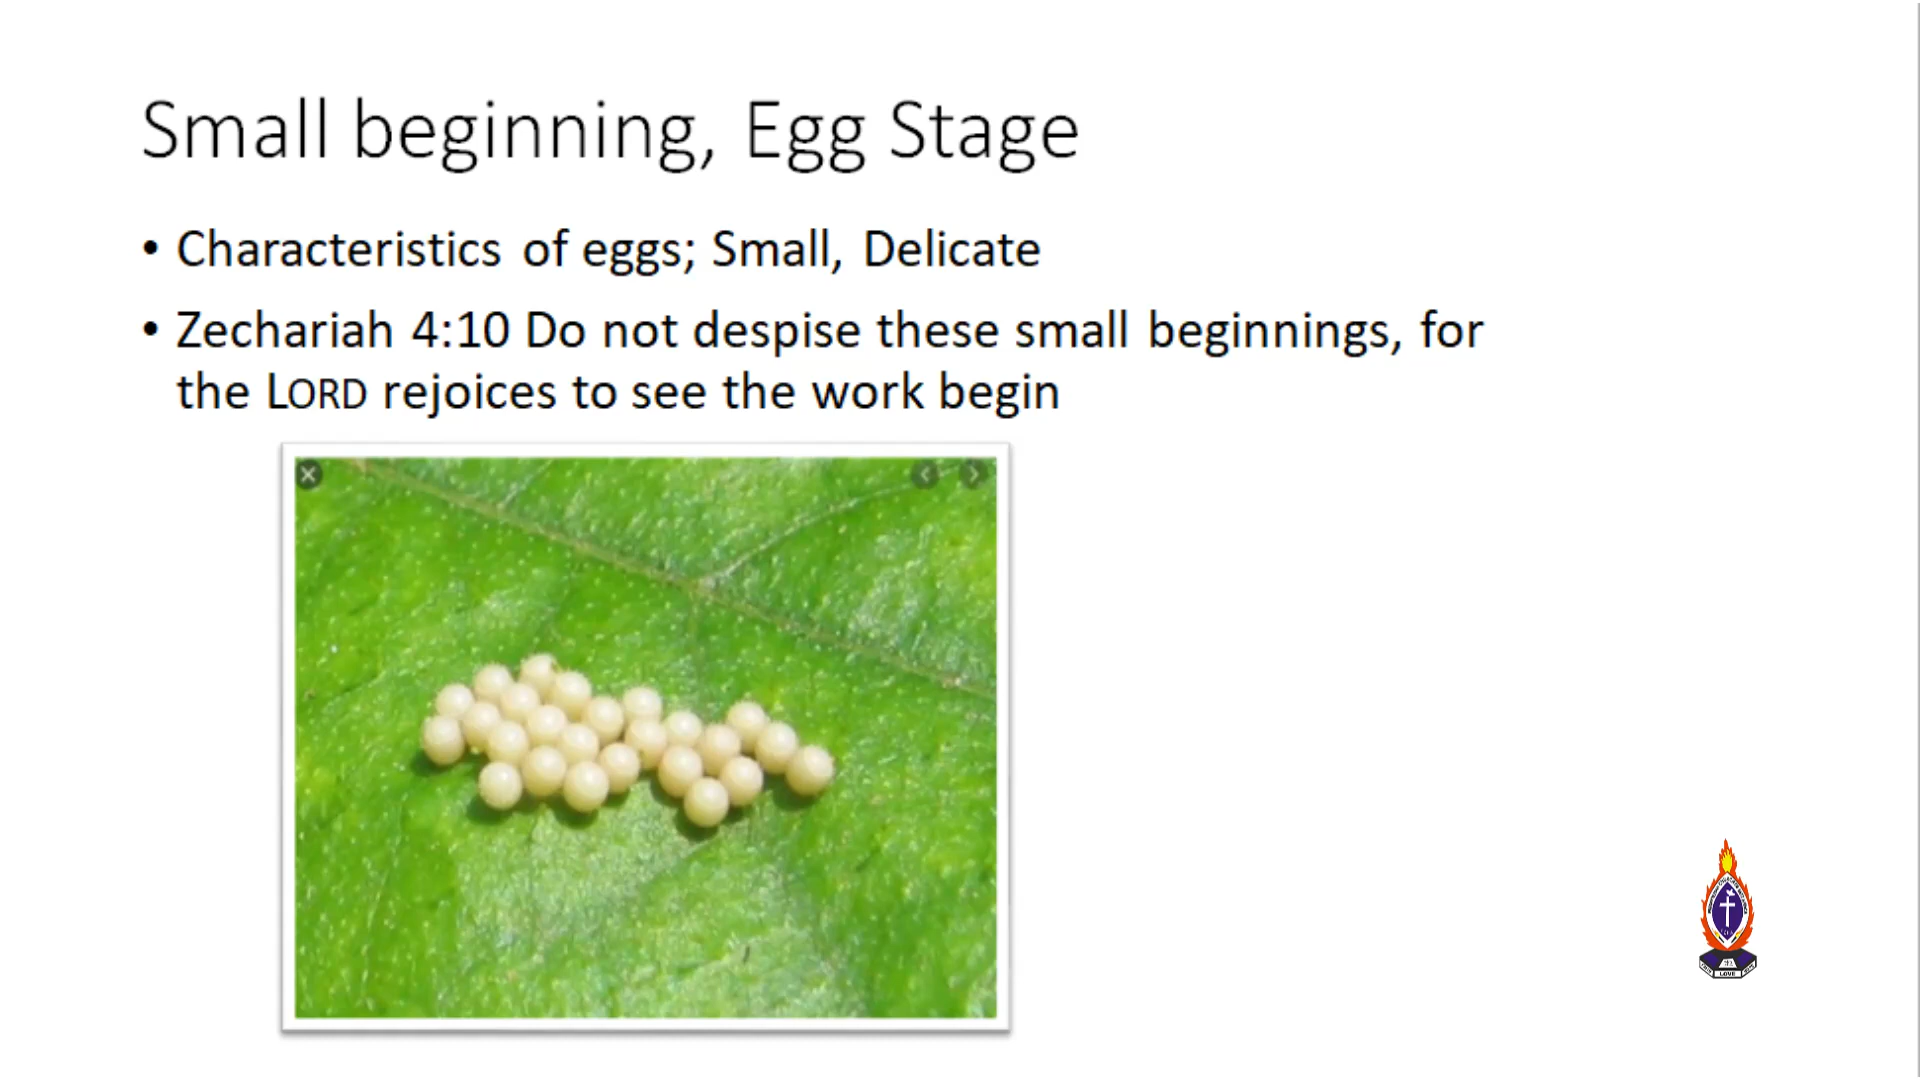 Small beginning, Egg Stage
• Characteristics of eggs; Small, Delicate
• Zechariah 4:10 Do not despise these small beginnings, for
the LORD rejoices to see the work begin
LOVE